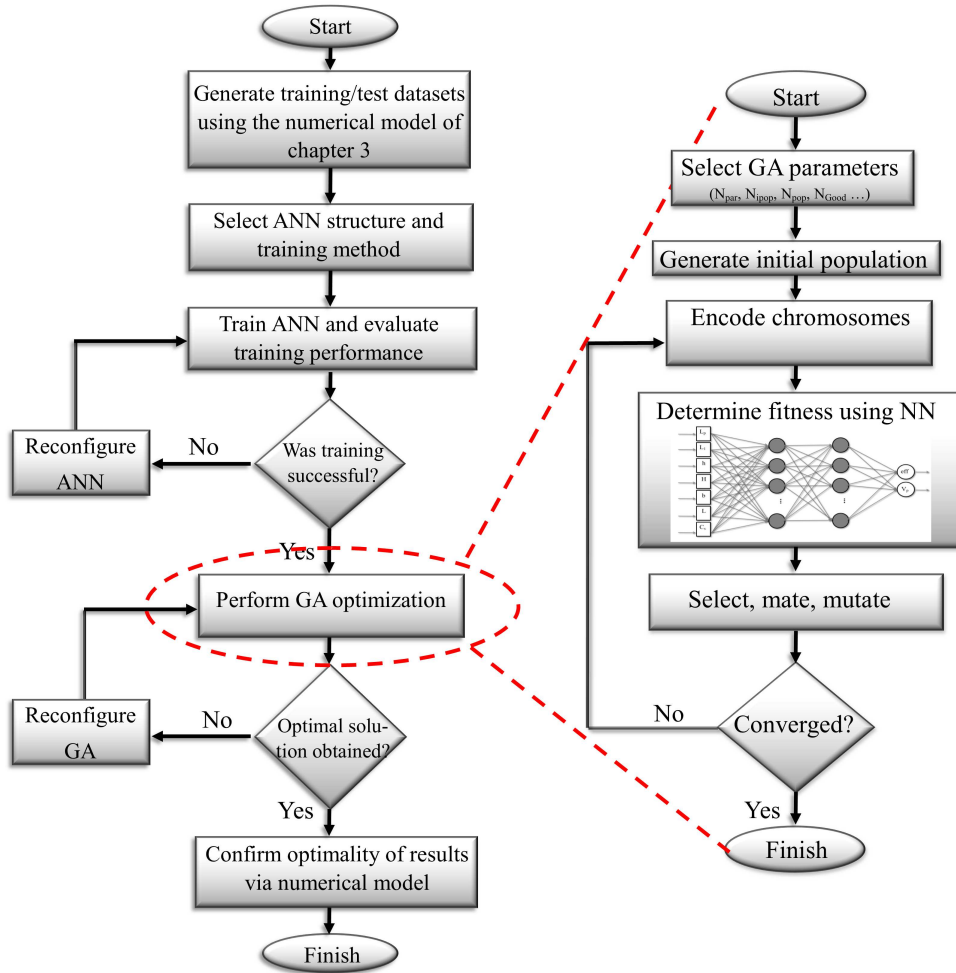 Start
Generate training/test datasets
using the numerical model of
chapter 3
Select ANN structure and
training method
Train ANN and evaluate
training performance
Reconfigure
ANN
No
Was training
successful?
Yes
Perform GA optimization
Reconfigure
GA
No
Optimal solu-
tion obtained?
Yes
Confirm optimality of results
via numerical model
Finish
Start
Select GA parameters
(Npar, Nipop, Npop, NGood ...)
Generate initial population
Encode chromosomes
Determine fitness using NN
h
H
b
L
eff
Select, mate, mutate
No
Converged?
Yes
Finish